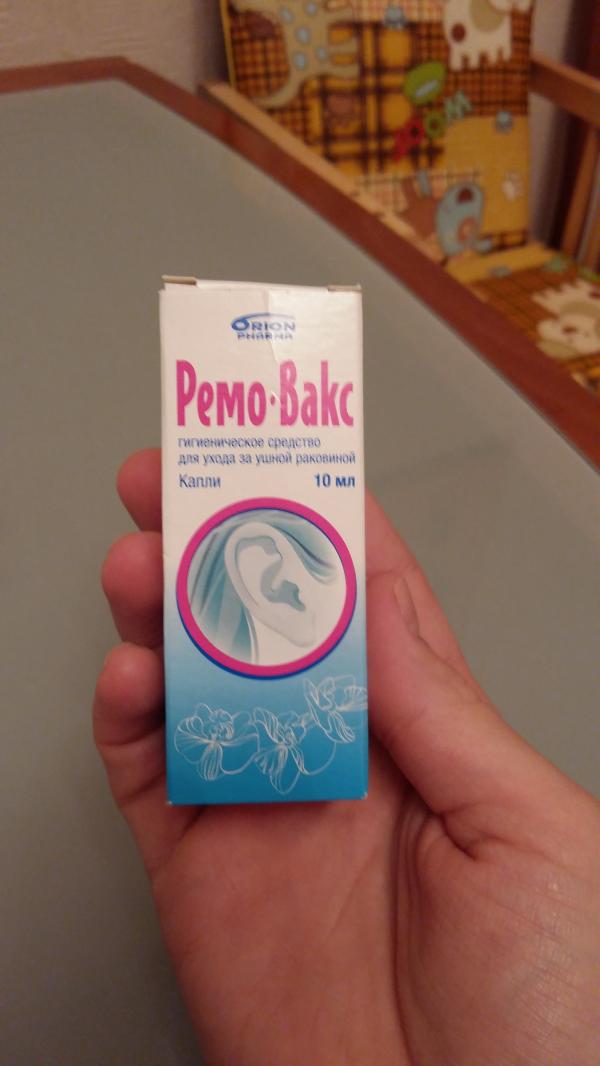 ORION
PHARMA
Ремо·Вакс
гигиеническое средство
для ухода за ушной раковиной
Капли 10 мл